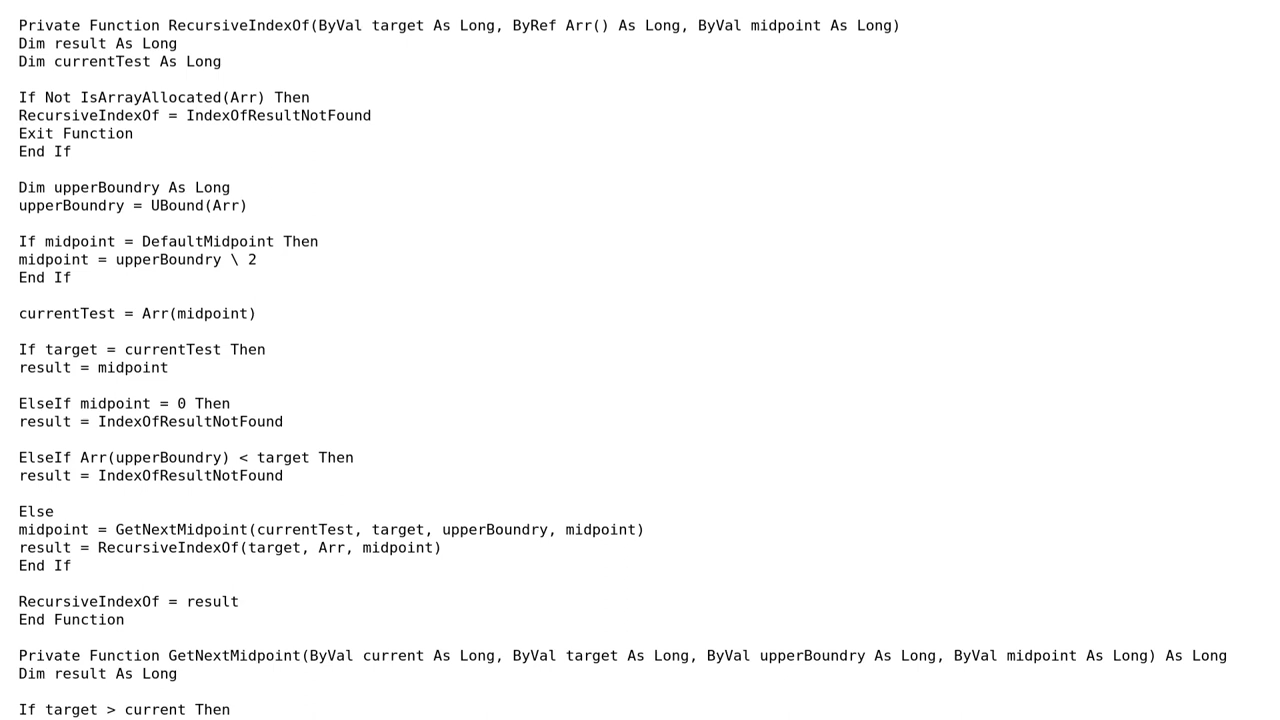 Private Function RecursiveIndexOf(ByVal target As Long, ByRef Arr() As Long, ByVal midpoint As Long)
Dim result As Long
Dim currentTest As Long
If Not IsArrayAllocated(Arr) Then
RecursiveIndexOf = IndexOfResultNotFound
Exit Function
End If
Dim upperBoundry As Long
upperBoundry = UBound(Arr)
If midpoint = DefaultMidpoint Then
midpoint = upperBoundry \ 2
End If
currentTest = Arr(midpoint)
If target = currentTest Then
result = midpoint
ElseIf midpoint = 0 Then
result = IndexOfResultNotFound
ElseIf Arr(upperBoundry) < target Then
result = IndexOfResultNotFound
Else
midpoint = GetNextMidpoint(currentTest, target, upperBoundry, midpoint)
result = RecursiveIndexOf(target, Arr, midpoint)
End If
RecursiveIndexOf = result
End Function
Private Function GetNextMidpoint(ByVal current As Long, ByVal target As Long, ByVal upperBoundry As Long, ByVal midpoint As Long) As Long
Dim result As Long
If target > current Then